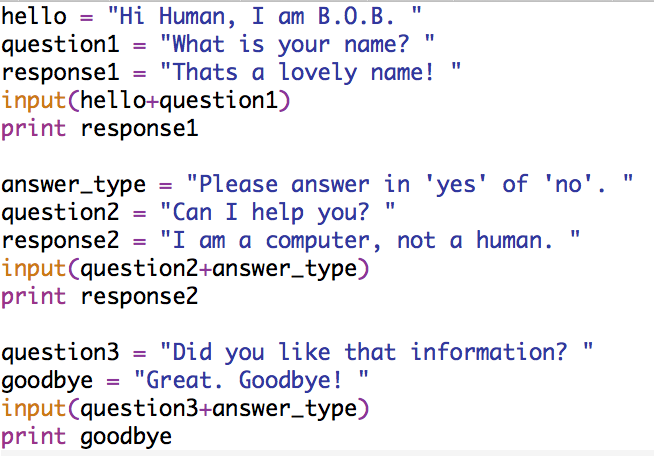 hello = "Hi Human, I am B.O.B. "
question1 = "What is your name? "
response1 = "Thats a lovely name! "
input(hello+question1)
print response1
answer_type = "Please answer in 'yes' of 'no'. "
question2 = "Can I help you? "
response2 = "I am a computer, not a human. "
input(question2+answer_type)
print response2
question3 = "Did you like that information? "
goodbye = "Great. Goodbye! "
input(question3+answer_type)
print goodbye